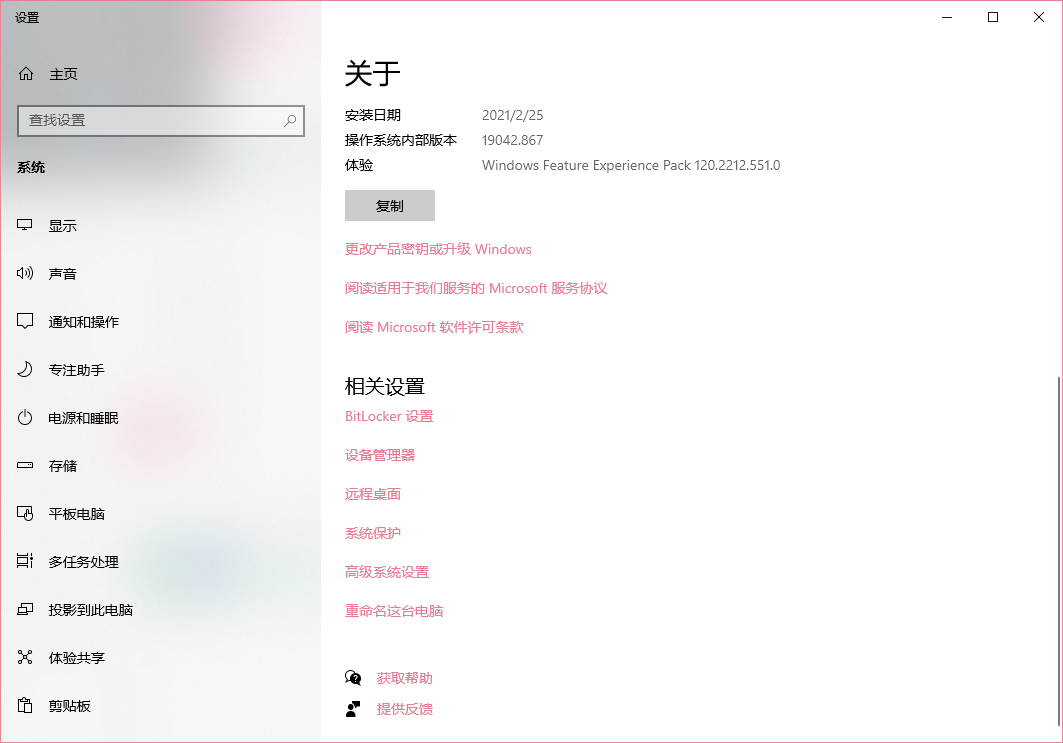 设置
主页
查找设置
系统
显示
声音
通知和操作
专注助手
电源和睡眠
存储
平板电脑
多任务处理
投影到此电脑
体验共享
剪贴板
关于
安装日期 2021/2/25
操作系统内部版本 19042.867
体验 Windows Feature Experience Pack 120.2212.551.0
复制
更改产品密钥或升级 Windows
阅读适用于我们服务的 Microsoft 服务协议
阅读 Microsoft 软件许可条款
相关设置
BitLocker 设置
设备管理器
远程桌面
系统保护
高级系统设置
重命名这台电脑
获取帮助
提供反馈